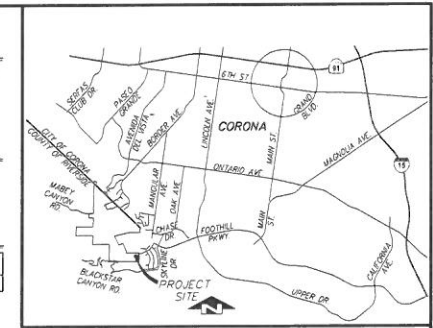 SERFAS
CLUB DR.
PASEO
GRANDE
AVENIDA
DEL VISTA
BORDER AVE.
LINCOLN AVE'
6TH ST
91
MAIN ST.
GRAND
BLVD.
CORONA
MAGNOLIA AVE.
CITY OF CORONA
COUNTY OF RIVERSIDE
ONTARIO AVE
15
MABEY
CANYON
RD.
MANGULAR
AVE
OAK AVE
CHASE
DR
FOOTHILL
PKWY
MAIN
ST.
SKYLINE
DR
BLACKSTAR
CANYON RD.
PROJECT
SITE
N
UPPER DR
CALIFORNIA
AVE.